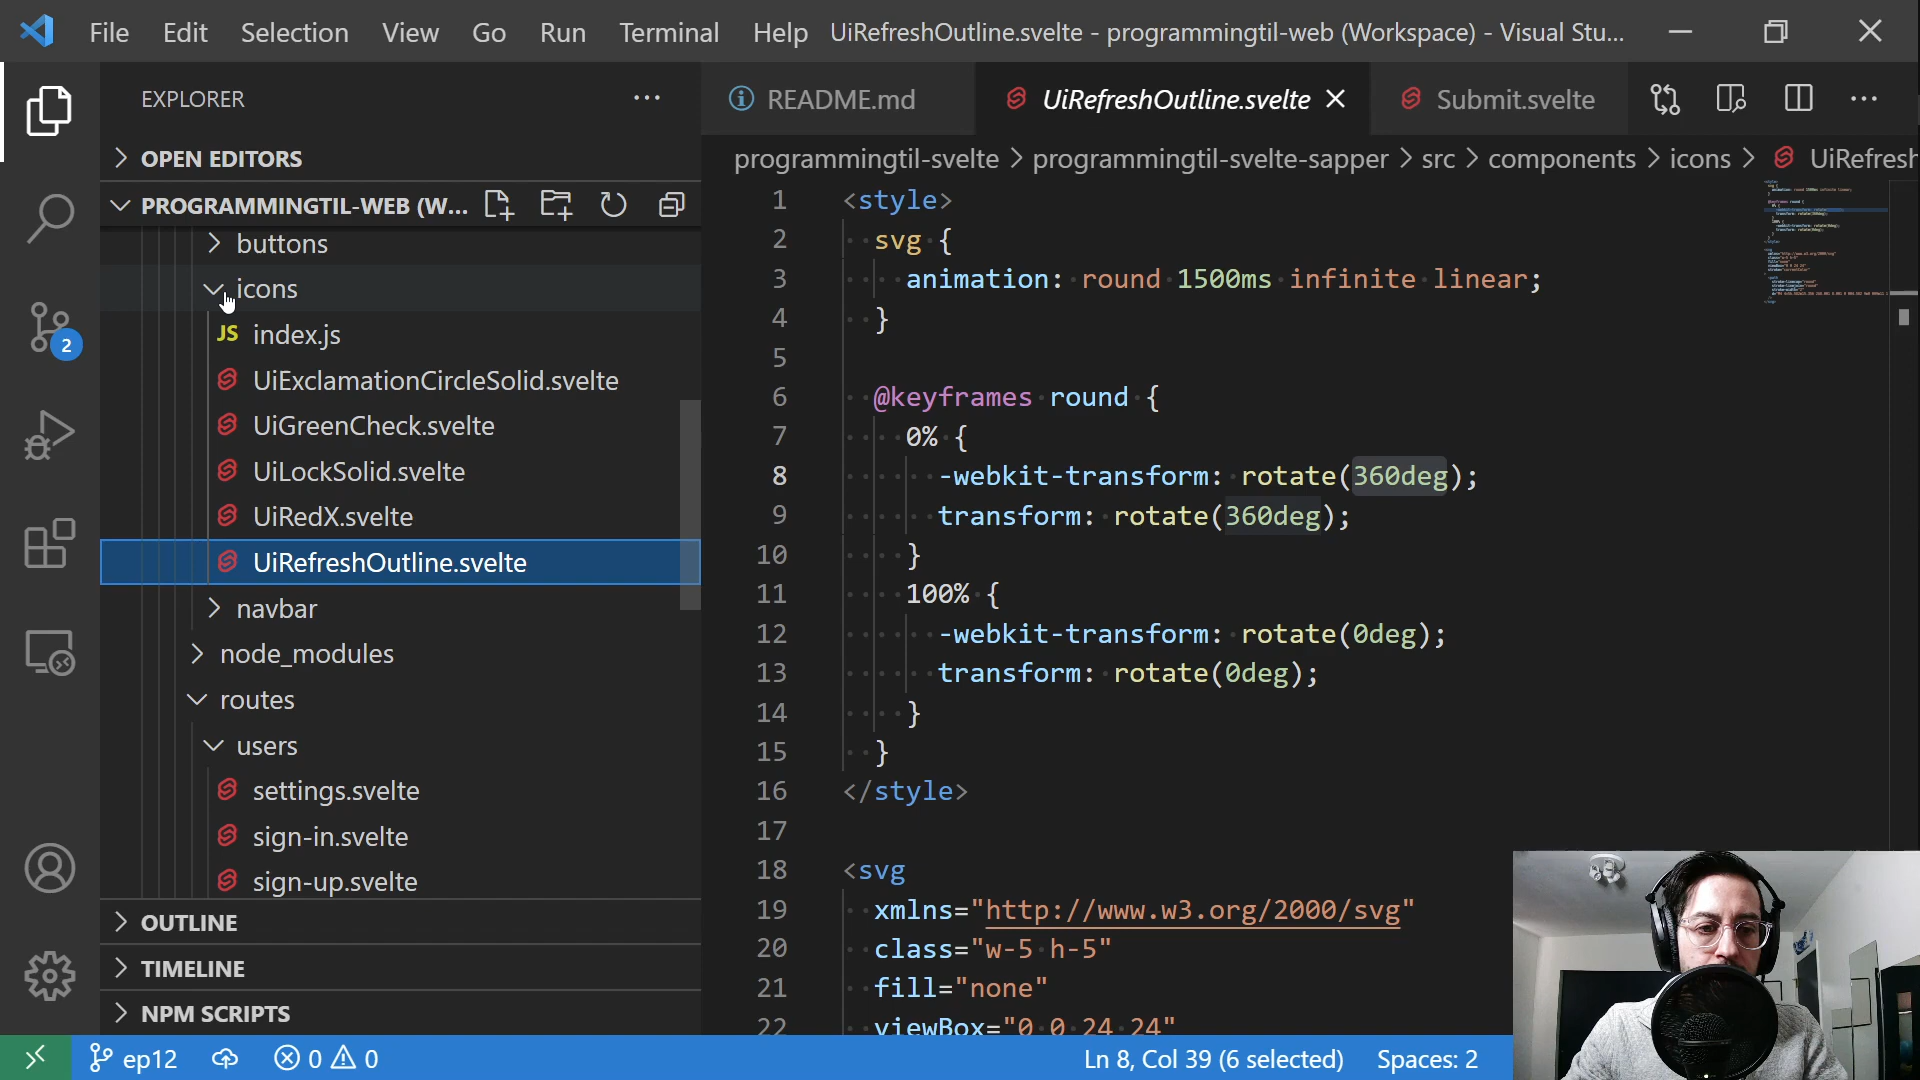 File Edit Selection View Go Run Terminal Help UiRefreshOutline.svelte - programmingtil-web (Workspace) - Visual Stu...
EXPLORER
README.md UiRefreshOutline.svelte Submit.svelte
OPEN EDITORS
programmingtil-svelte > programmingtil-svelte-sapper > src > components > icons > UiRefresh
PROGRAMMINGTIL-WEB (W...
buttons
icons
JS index.js
UiExclamationCircleSolid.svelte
UiGreenCheck.svelte
UiLockSolid.svelte
UiRedX.svelte
UiRefreshOutline.svelte
navbar
node_modules
routes
users
settings.svelte
sign-in.svelte
sign-up.svelte
OUTLINE
TIMELINE
NPM SCRIPTS
2
1 <style>
2 svg {
3 animation: round 1500ms infinite linear;
4 }
5
6 @keyframes round {
7 0% {
8 -webkit-transform: rotate(360deg);
9 transform: rotate(360deg);
10 }
11 100% {
12 -webkit-transform: rotate(0deg);
13 transform: rotate(0deg);
14 }
15 }
16 </style>
17
18 <svg
19 xmlns="http://www.w3.org/2000/svg"
20 class="w-5 h-5"
21 fill="none"
22 viewBox="0 0 24 24"
ep12 0 0 Ln 8, Col 39 (6 selected) Spaces: 2